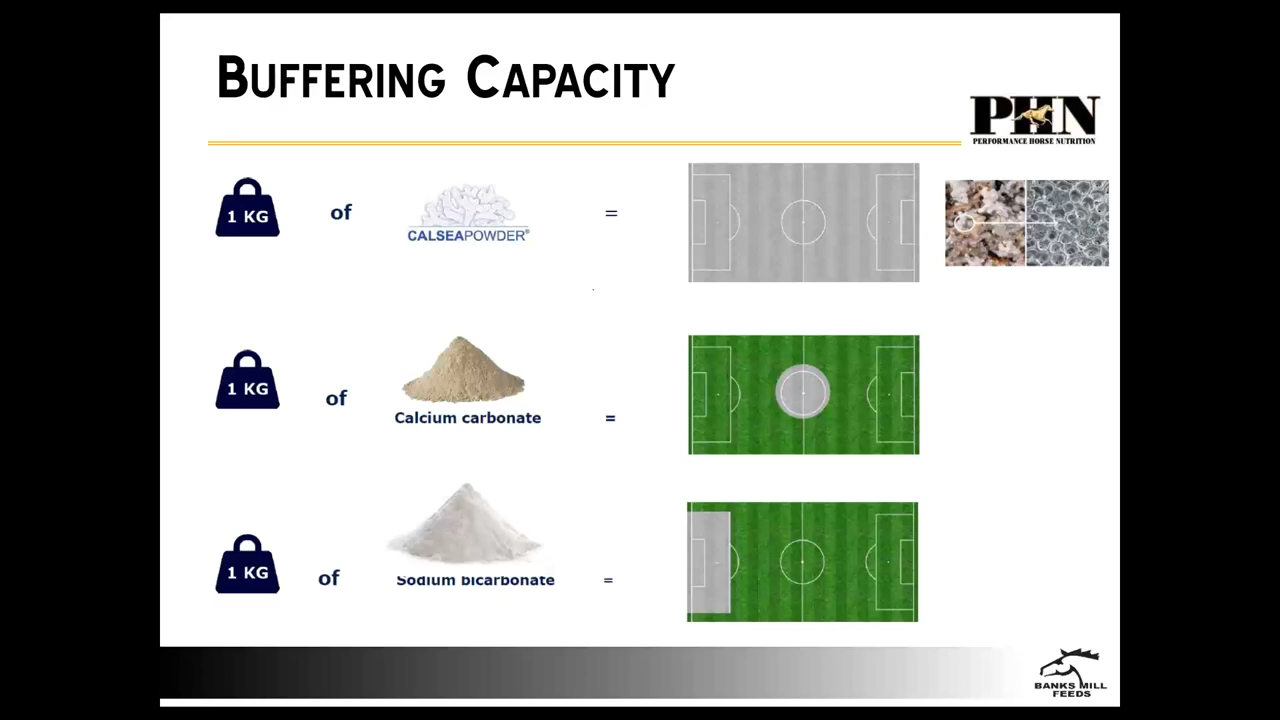 BUFFERING CAPACITY
PHN
PERFORMANCE HORSE NUTRITION
1 KG of CALSEAPOWDER® =
1 KG of Calcium carbonate =
1 KG of Sodium bicarbonate =
BANKS MILL
FEEDS